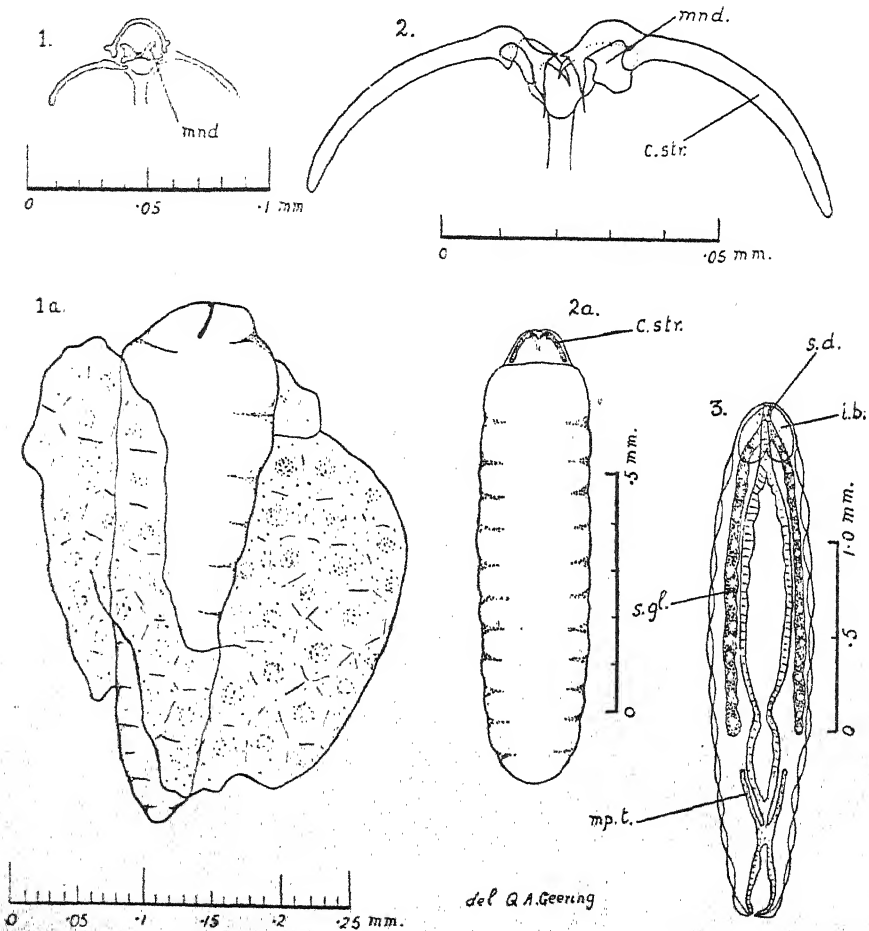 1.
mnd
0 .05 .1 mm
2.
mnd.
c.str.
0 .05 mm.
1a.
0 .05 .1 .15 .2 .25 mm.
2a.
c.str.
0 .5 mm.
del Q.A.Geering
3.
s.d.
i.b.
s.gl.
mp.t.
0 .5 1.0 mm.